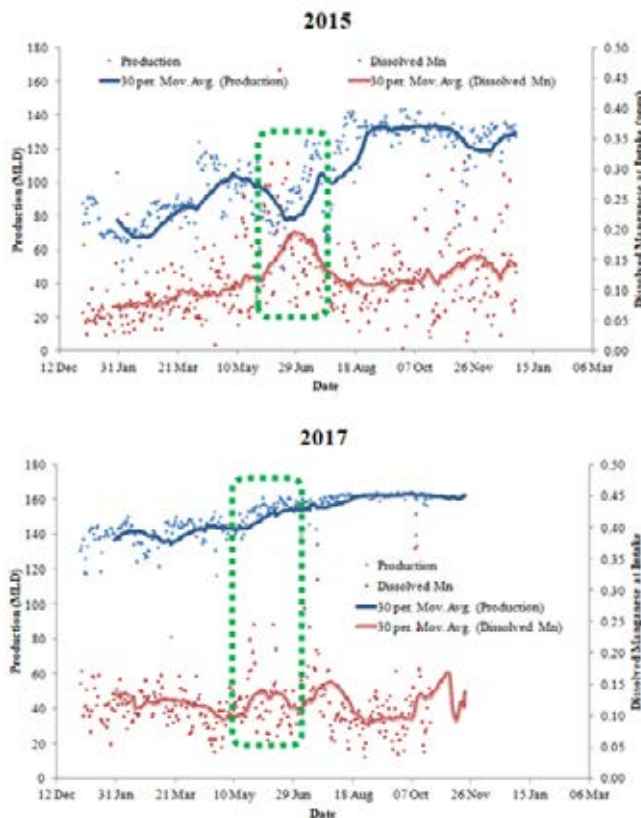 2015
Production
Dissolved Mn
30 per. Mov. Avg. (Production)
30 per. Mov. Avg. (Dissolved Mn)
Production (MLD)
180
160
140
120
100
80
60
40
20
0
0.50
0.45
0.40
0.35
0.30
0.25
0.20
0.15
0.10
0.05
0.00
Dissolved Manganese at Intake (ppm)
12 Dec
31 Jan
21 Mar
10 May
29 Jun
18 Aug
07 Oct
26 Nov
15 Jan
06 Mar
Date
2017
Production
Dissolved Mn
30 per. Mov. Avg. (Production)
30 per. Mov. Avg. (Dissolved Mn)
Production (MLD)
180
160
140
120
100
80
60
40
20
0
0.50
0.45
0.40
0.35
0.30
0.25
0.20
0.15
0.10
0.05
0.00
Dissolved Manganese at Intake
12 Dec
31 Jan
21 Mar
10 May
29 Jun
18 Aug
07 Oct
26 Nov
15 Jan
06 Mar
Date